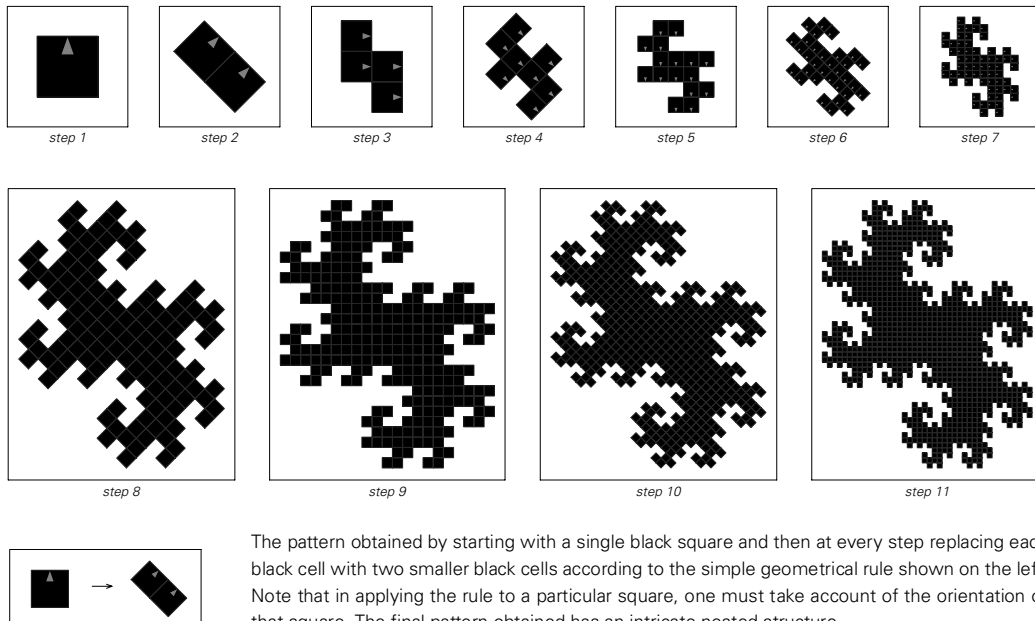 step 1 step 2 step 3 step 4 step 5 step 6 step 7
step 8 step 9 step 10 step 11
The pattern obtained by starting with a single black square and then at every step replacing
black cell with two smaller black cells according to the simple geometrical rule shown on the
Note that in applying the rule to a particular square, one must take account of the orientation
that square. The final pattern obtained has an intricate nested structure.